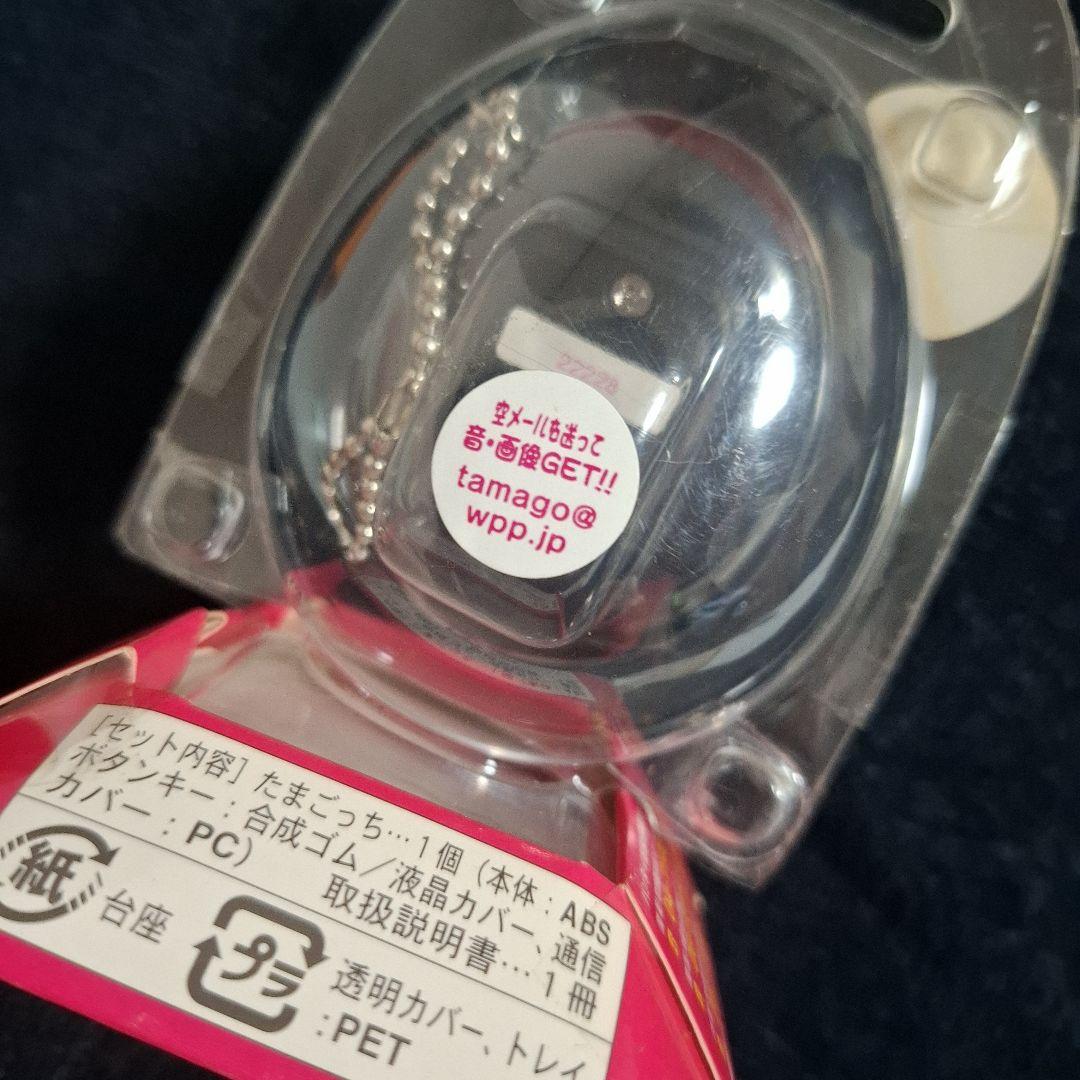 空メールを送って
音・画像GET!!
tamago@
wpp.jp
[セット内容] たまごっち…1個（本体：ABS
ボタンキー：合成ゴム／液晶カバー、通信
カバー：PC） 取扱説明書…1冊
紙
台座
プラ
透明カバー、トレイ
:PET